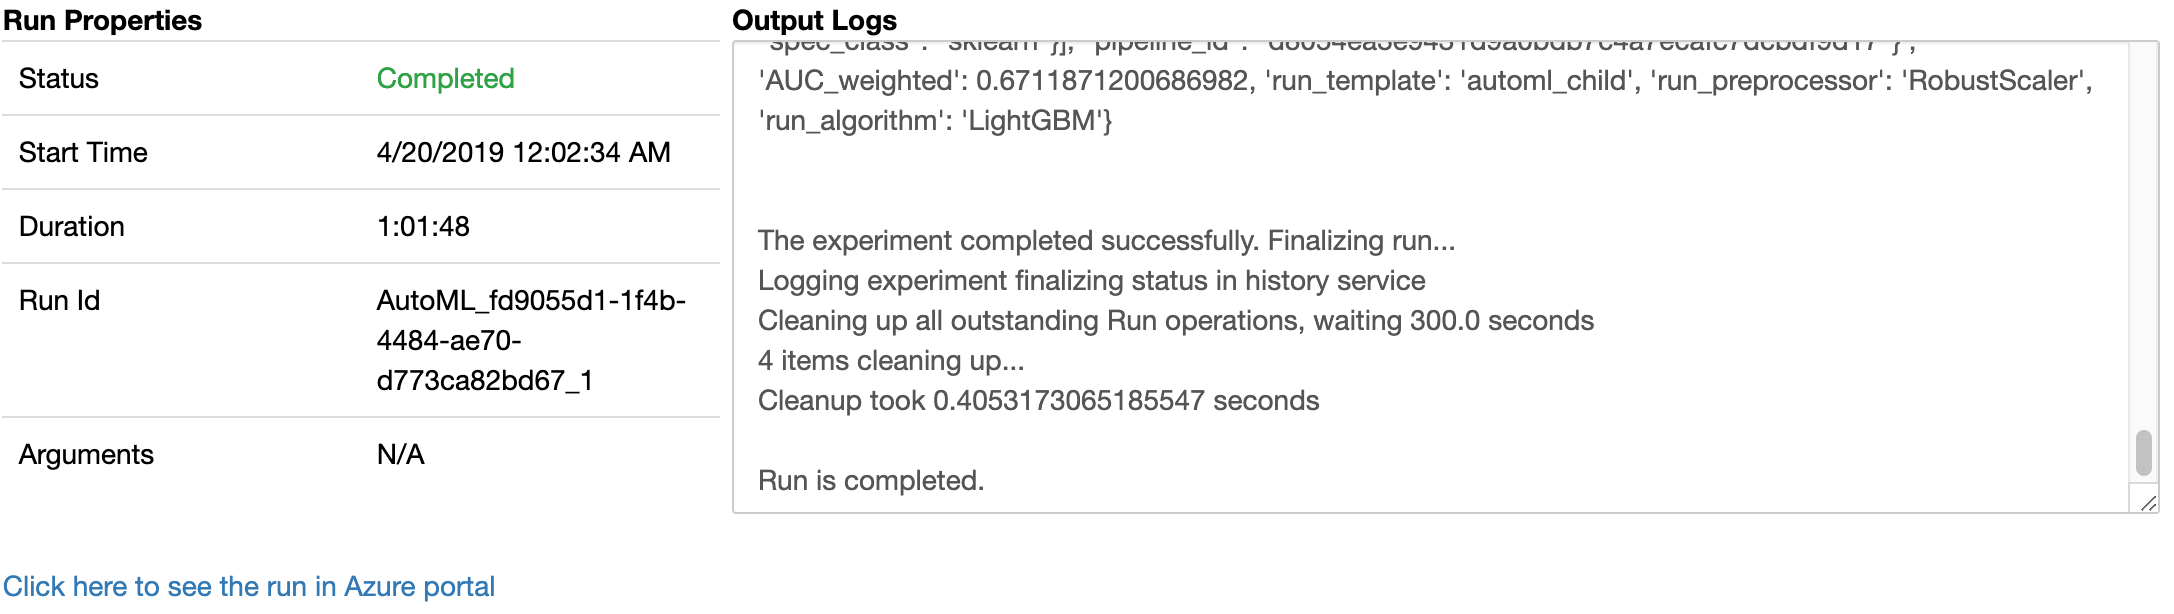 Run Properties
Status Completed
Start Time 4/20/2019 12:02:34 AM
Duration 1:01:48
Run Id AutoML_fd9055d1-1f4b-
4484-ae70-
d773ca82bd67_1
Arguments N/A
Click here to see the run in Azure portal
Output Logs
'AUC_weighted': 0.6711871200686982, 'run_template': 'automl_child', 'run_preprocessor': 'RobustScaler',
'run_algorithm': 'LightGBM'}
The experiment completed successfully. Finalizing run...
Logging experiment finalizing status in history service
Cleaning up all outstanding Run operations, waiting 300.0 seconds
4 items cleaning up...
Cleanup took 0.4053173065185547 seconds
Run is completed.